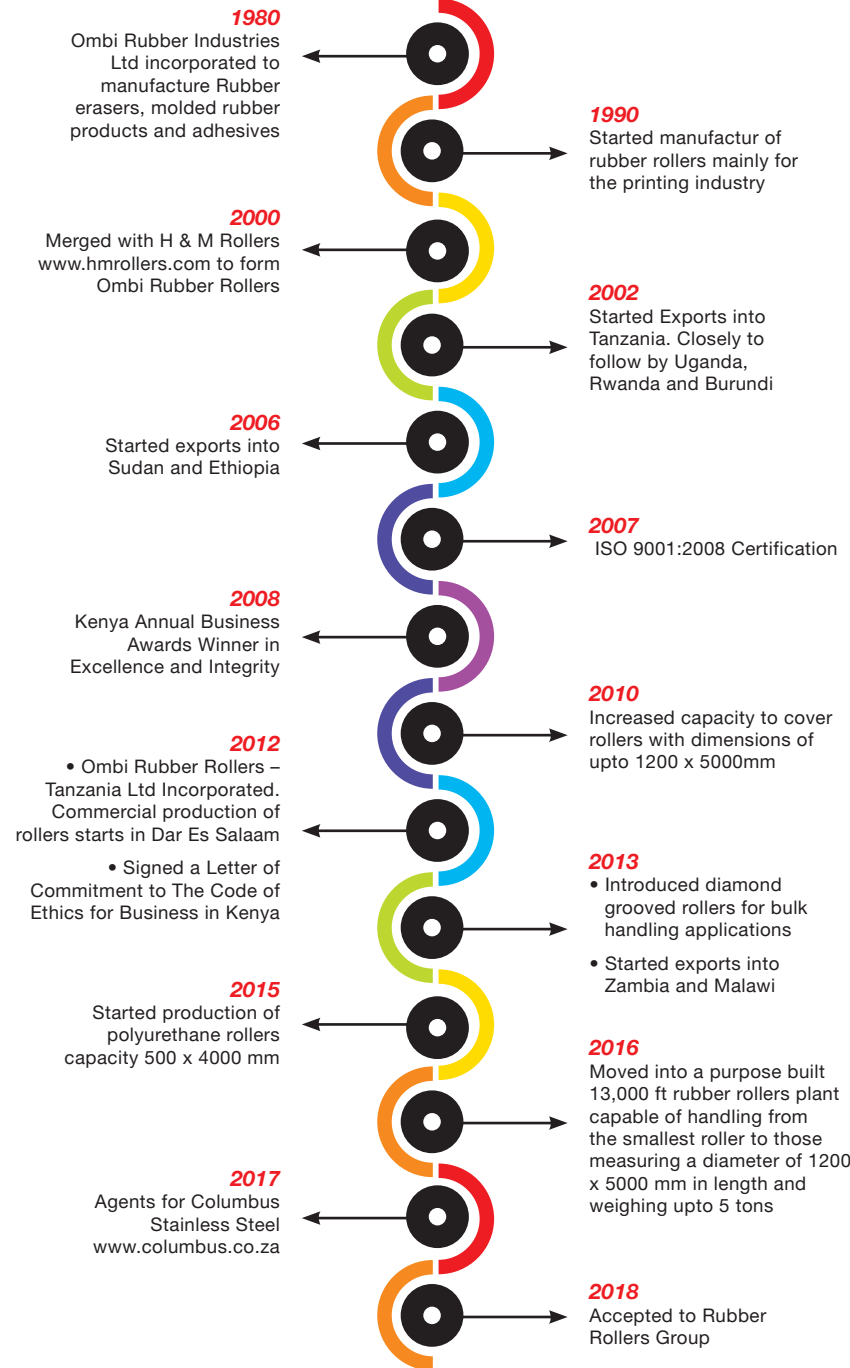 1980
Ombi Rubber Industries
Ltd incorporated to
manufacture Rubber
erasers, molded rubber
products and adhesives
1990
Started manufactur of
rubber rollers mainly for
the printing industry
2000
Merged with H & M Rollers
www.hmrollers.com to form
Ombi Rubber Rollers
2002
Started Exports into
Tanzania. Closely to
follow by Uganda,
Rwanda and Burundi
2006
Started exports into
Sudan and Ethiopia
2007
ISO 9001:2008 Certification
2008
Kenya Annual Business
Awards Winner in
Excellence and Integrity
2010
Increased capacity to cover
rollers with dimensions of
upto 1200 x 5000mm
2012
• Ombi Rubber Rollers –
Tanzania Ltd Incorporated.
Commercial production of
rollers starts in Dar Es Salaam
• Signed a Letter of
Commitment to The Code of
Ethics for Business in Kenya
2013
• Introduced diamond
grooved rollers for bulk
handling applications
• Started exports into
Zambia and Malawi
2015
Started production of
polyurethane rollers
capacity 500 x 4000 mm
2016
Moved into a purpose built
13,000 ft rubber rollers plant
capable of handling from
the smallest roller to those
measuring a diameter of 1200
x 5000 mm in length and
weighing upto 5 tons
2017
Agents for Columbus
Stainless Steel
www.columbus.co.za
2018
Accepted to Rubber
Rollers Group